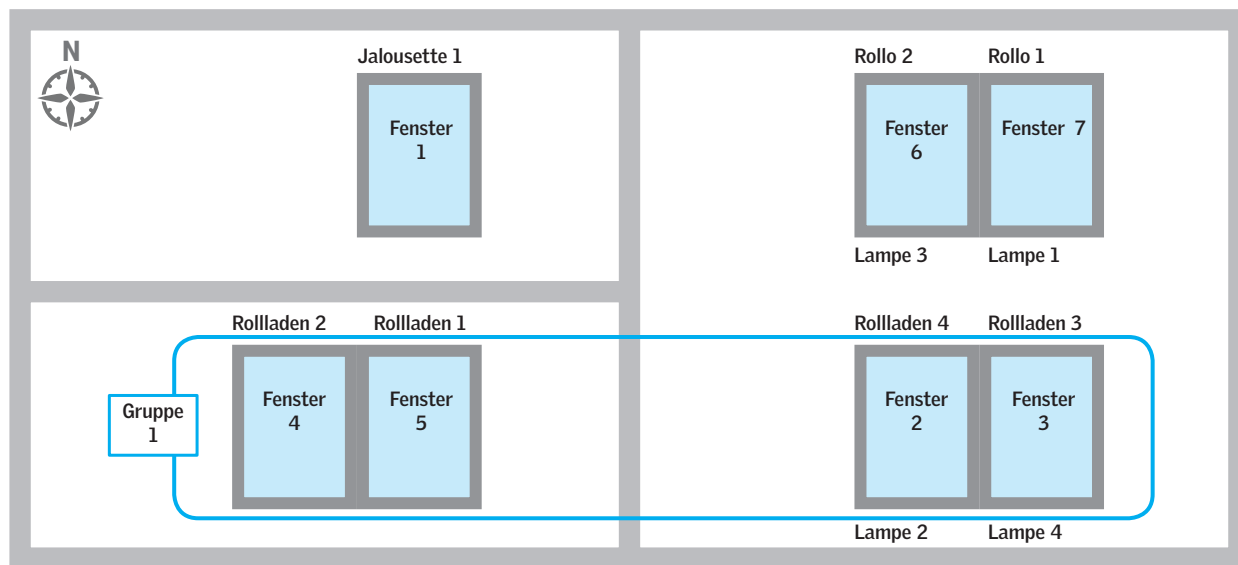 N
Jalousette 1
Fenster
1
Rollo 2
Rollo 1
Fenster
6
Fenster 7
Lampe 3
Lampe 1
Rollladen 2
Rollladen 1
Gruppe
1
Fenster
4
Fenster
5
Rollladen 4
Rollladen 3
Fenster
2
Fenster
3
Lampe 2
Lampe 4